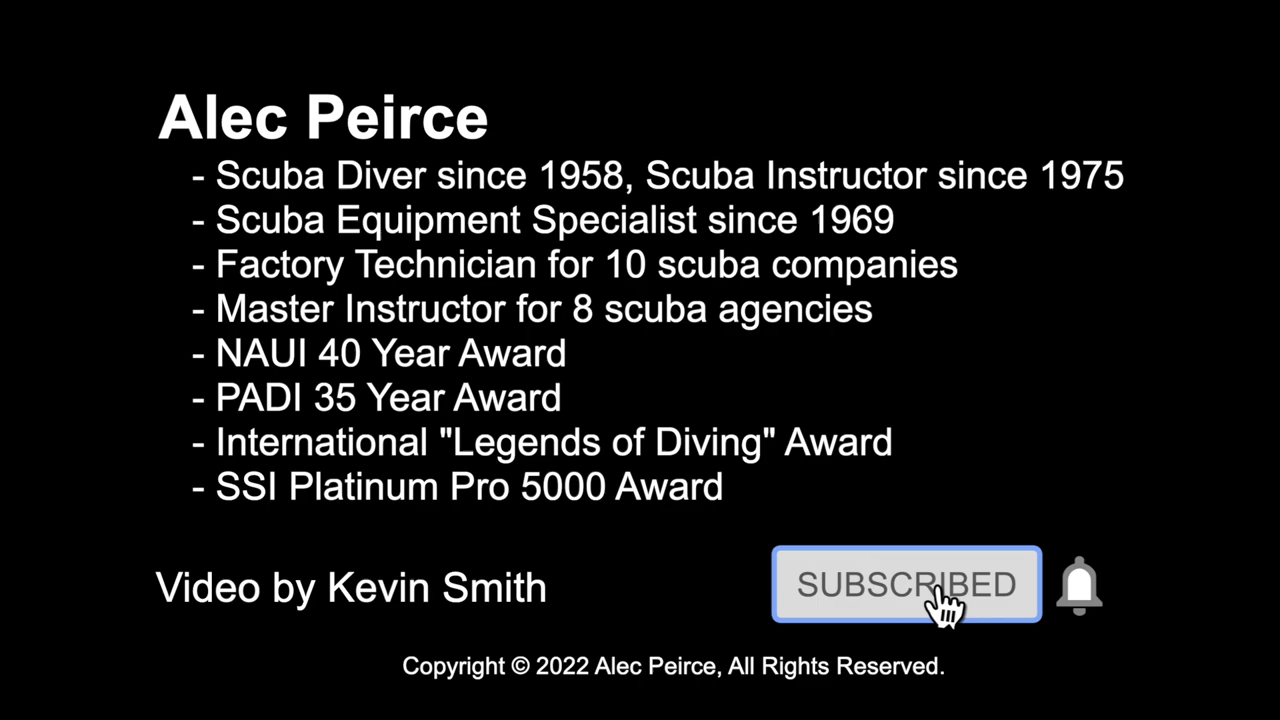 Alec Peirce
- Scuba Diver since 1958, Scuba Instructor since 1975
- Scuba Equipment Specialist since 1969
- Factory Technician for 10 scuba companies
- Master Instructor for 8 scuba agencies
- NAUI 40 Year Award
- PADI 35 Year Award
- International "Legends of Diving" Award
- SSI Platinum Pro 5000 Award
Video by Kevin Smith
SUBSCRIBED
Copyright © 2022 Alec Peirce, All Rights Reserved.